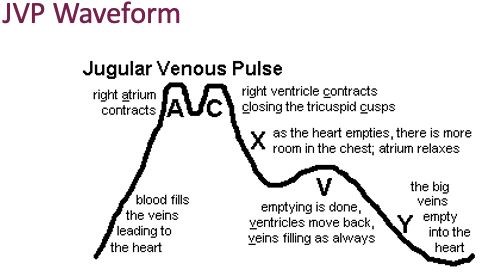 JVP Waveform
Jugular Venous Pulse
right atrium
contracts
A
C
right ventricle contracts
closing the tricuspid cusps
X
as the heart empties, there is more
room in the chest; atrium relaxes
blood fills
the veins
leading to
the heart
V
emptying is done,
ventricles move back,
veins filling as always
Y
the big
veins
empty
into the
heart